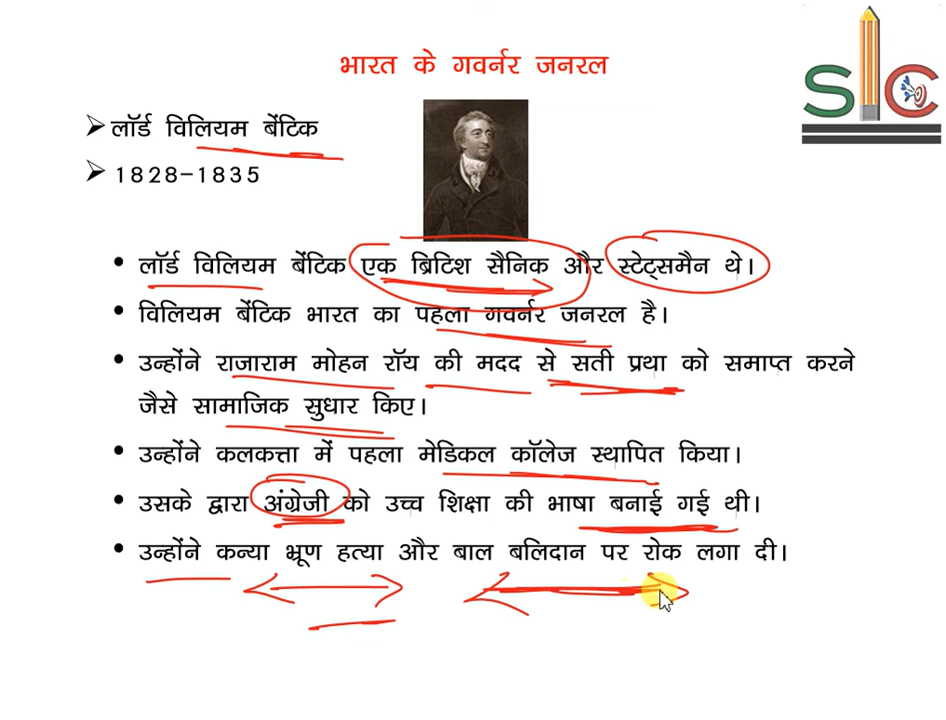 भारत के गवर्नर जनरल
SIC
➢ लॉर्ड विलियम बेंटिक
➢ 1828-1835
• लॉर्ड विलियम बेंटिक एक ब्रिटिश सैनिक और स्टेट्समैन थे।
• विलियम बेंटिक भारत का पहला गवर्नर जनरल है।
• उन्होंने राजाराम मोहन रॉय की मदद से सती प्रथा को समाप्त करने
जैसे सामाजिक सुधार किए।
• उन्होंने कलकत्ता में पहला मेडिकल कॉलेज स्थापित किया।
• उसके द्वारा अंग्रेजी को उच्च शिक्षा की भाषा बनाई गई थी।
• उन्होंने कन्या भ्रूण हत्या और बाल बलिदान पर रोक लगा दी।